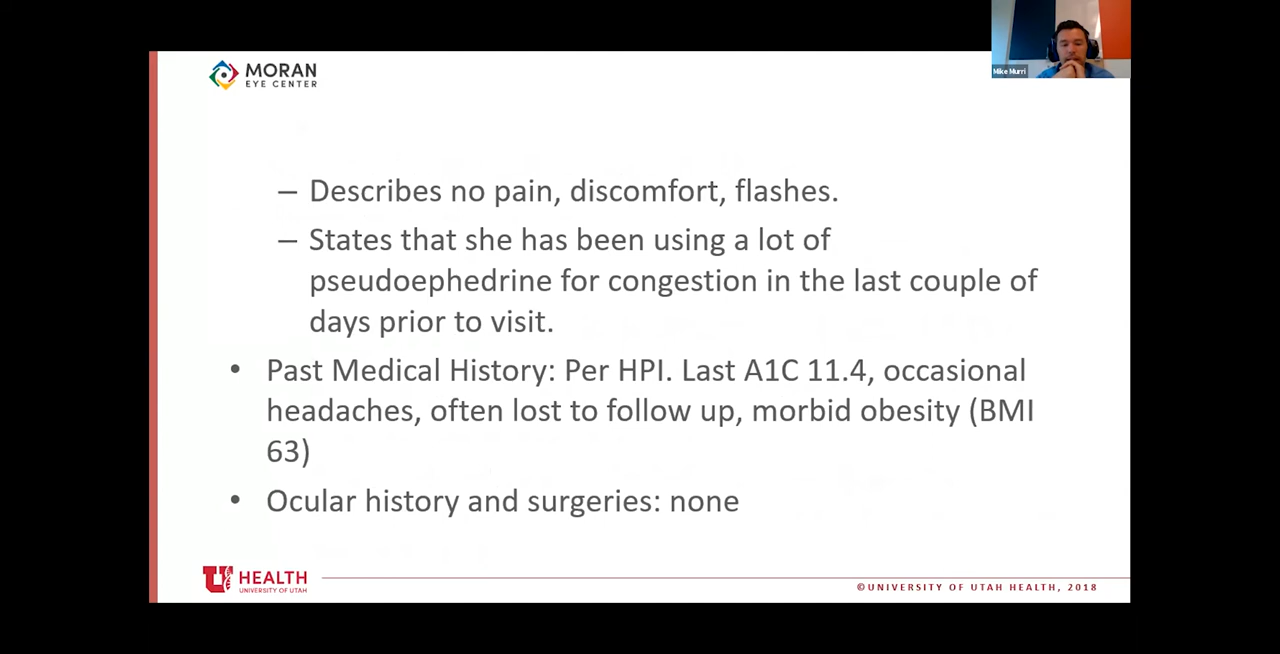 MORAN
EYE CENTER
Mike Murri
– Describes no pain, discomfort, flashes.
– States that she has been using a lot of
pseudoephedrine for congestion in the last couple of
days prior to visit.
• Past Medical History: Per HPI. Last A1C 11.4, occasional
headaches, often lost to follow up, morbid obesity (BMI
63)
• Ocular history and surgeries: none
U HEALTH
UNIVERSITY OF UTAH
©UNIVERSITY OF UTAH HEALTH, 2018